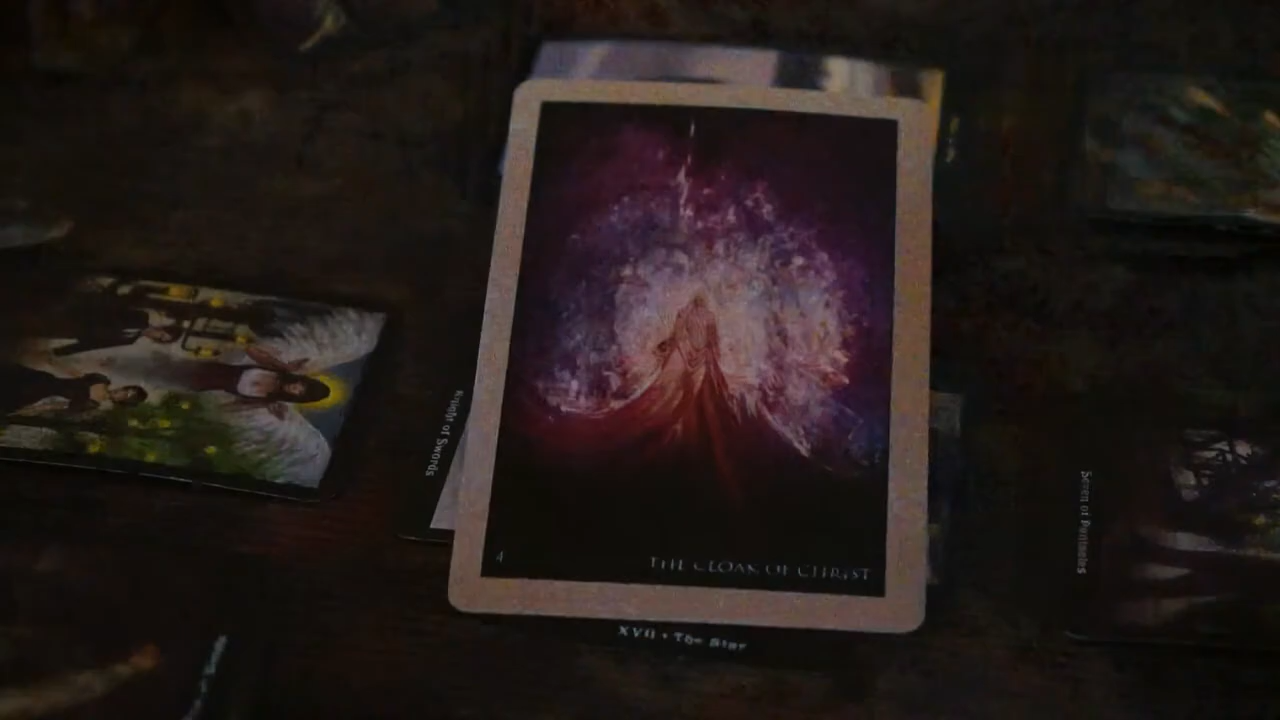 Knight of Swords
4
THE CLOAK OF CHRIST
XVII • The Star
Seven of Pentacles